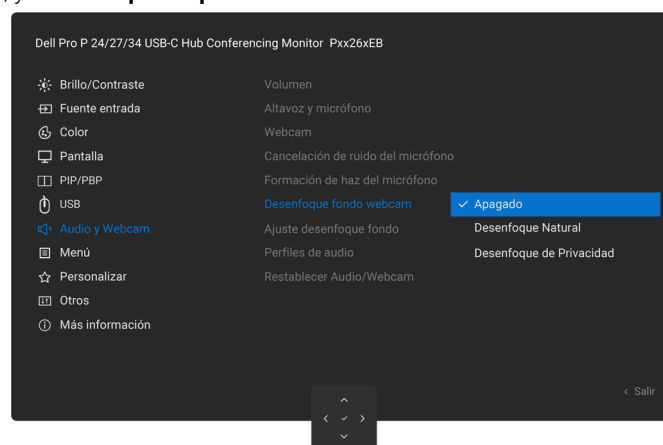 Dell Pro P 24/27/34 USB-C Hub Conferencing Monitor Pxx26xEB
Brillo/Contraste
Volumen
Fuente entrada
Altavoz y micrófono
Color
Webcam
Pantalla
Cancelación de ruido del micrófono
PIP/PBP
Formación de haz del micrófono
USB
Desenfoque fondo webcam
Apagado
Audio y Webcam
Ajuste desenfoque fondo
Desenfoque Natural
Menú
Perfiles de audio
Desenfoque de Privacidad
Personalizar
Restablecer Audio/Webcam
Otros
Más información
Salir